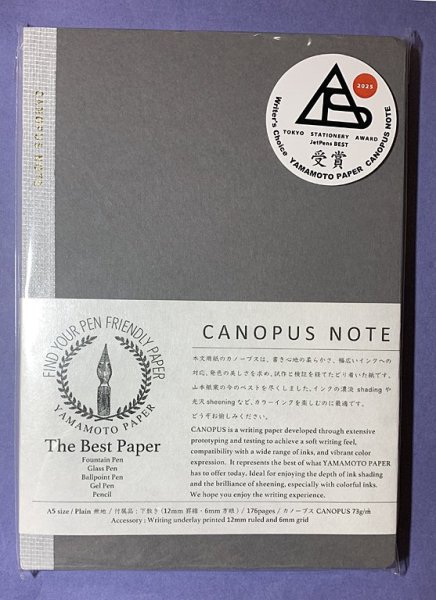 CANOPUS NOTE
2025
TOKYO STATIONERY AWARD
JetPens BEST
受賞
Writer's Choice YAMAMOTO PAPER CANOPUS NOTE
FIND YOUR PEN FRIENDLY PAPER
YAMAMOTO PAPER
The Best Paper
Fountain Pen
Glass Pen
Ballpoint Pen
Gel Pen
Pencil
CANOPUS NOTE
本文用紙のカノープスは、書き心地の柔らかさ、幅広いインクへの
対応、発色の美しさを求め、試作と検証を経てたどり着いた紙です。
山本紙業の今のベストを尽くしました。インクの濃淡 shading や
光沢 sheening など、カラーインクを楽しむのに最適です。
どうぞお愉しみください。
CANOPUS is a writing paper developed through extensive
prototyping and testing to achieve a soft writing feel,
compatibility with a wide range of inks, and vibrant color
expression. It represents the best of what YAMAMOTO PAPER
has to offer today. Ideal for enjoying the depth of ink shading
and the brilliance of sheening, especially with colorful inks.
We hope you enjoy the writing experience.
A5 size / Plain 無地 / 付属品：下敷き（12mm 罫線・6mm 方眼）/ 176pages / カノープス CANOPUS 73g/㎡
Accessory : Writing underlay printed 12mm ruled and 6mm grid